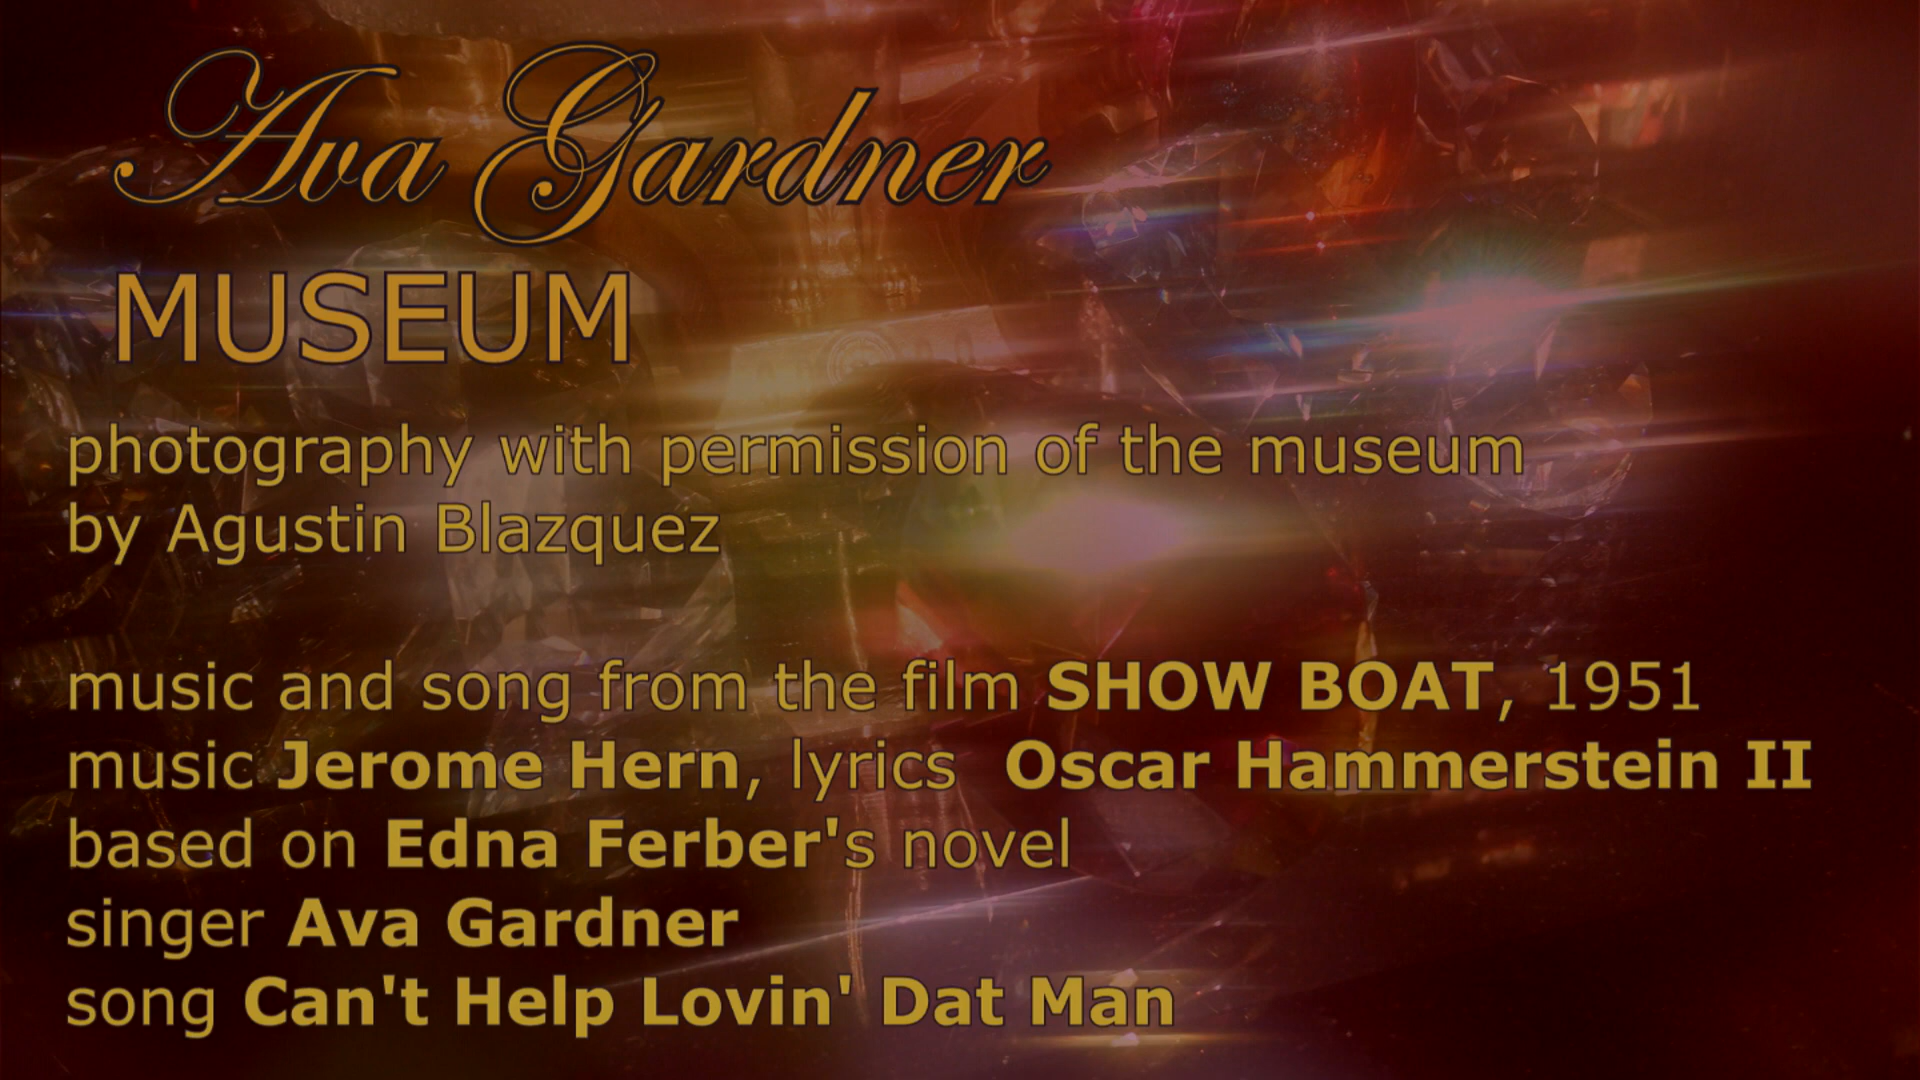 Ava Gardner
MUSEUM
photography with permission of the museum
by Agustin Blazquez
music and song from the film SHOW BOAT, 1951
music Jerome Hern, lyrics Oscar Hammerstein II
based on Edna Ferber's novel
singer Ava Gardner
song Can't Help Lovin' Dat Man